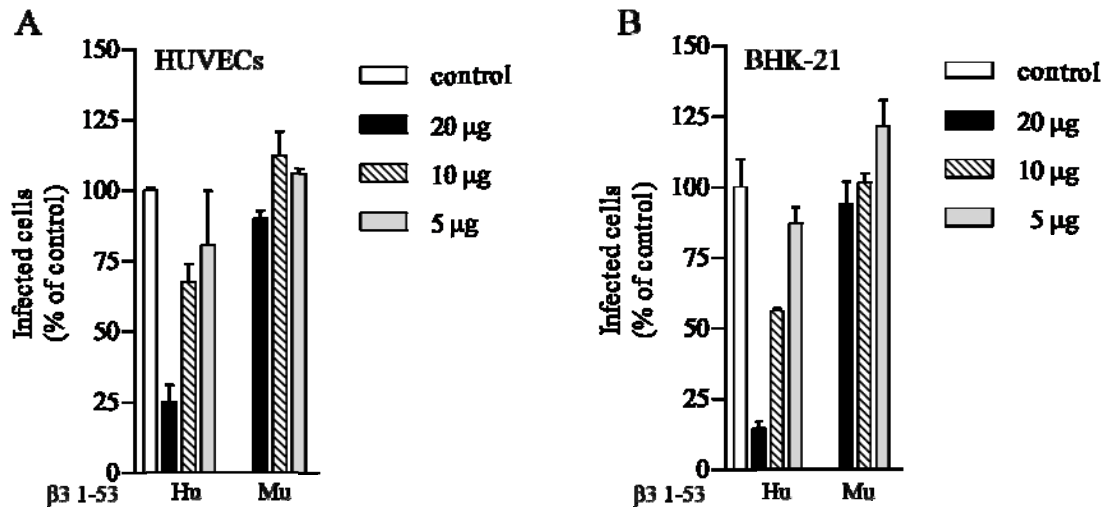 A
HUVECs
Infected cells
(% of control)
150
125
100
75
50
25
0
control
20 µg
10 µg
5 µg
β3 1-53
Hu
Mu
B
BHK-21
Infected cells
(% of control)
150
125
100
75
50
25
0
control
20 µg
10 µg
5 µg
β3 1-53
Hu
Mu